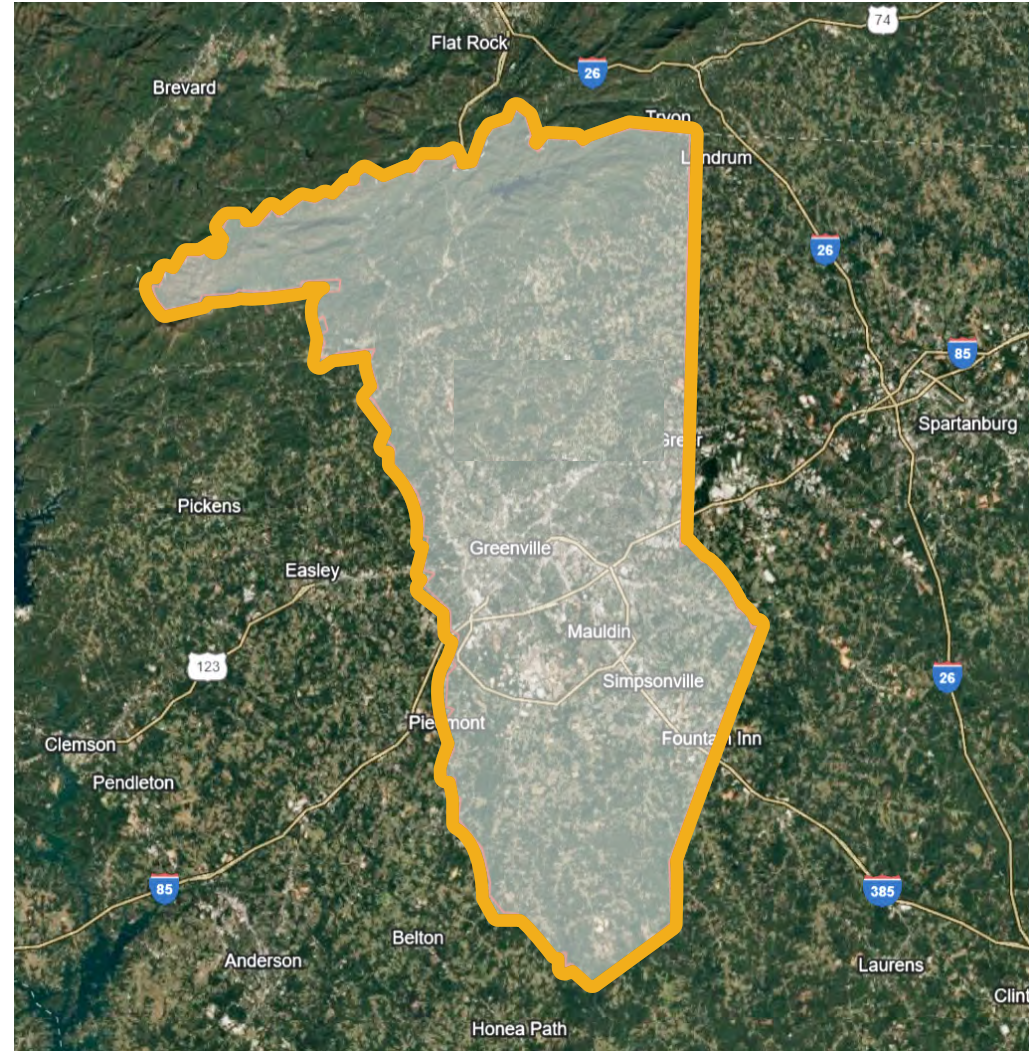 74
Flat Rock
26
Brevard
Tryon
Landrum
26
85
Spartanburg
Greer
Pickens
Greenville
Easley
Mauldin
123
Simpsonville
26
Piedmont
Fountain Inn
Clemson
Pendleton
85
385
Belton
Anderson
Laurens
Clint
Honea Path